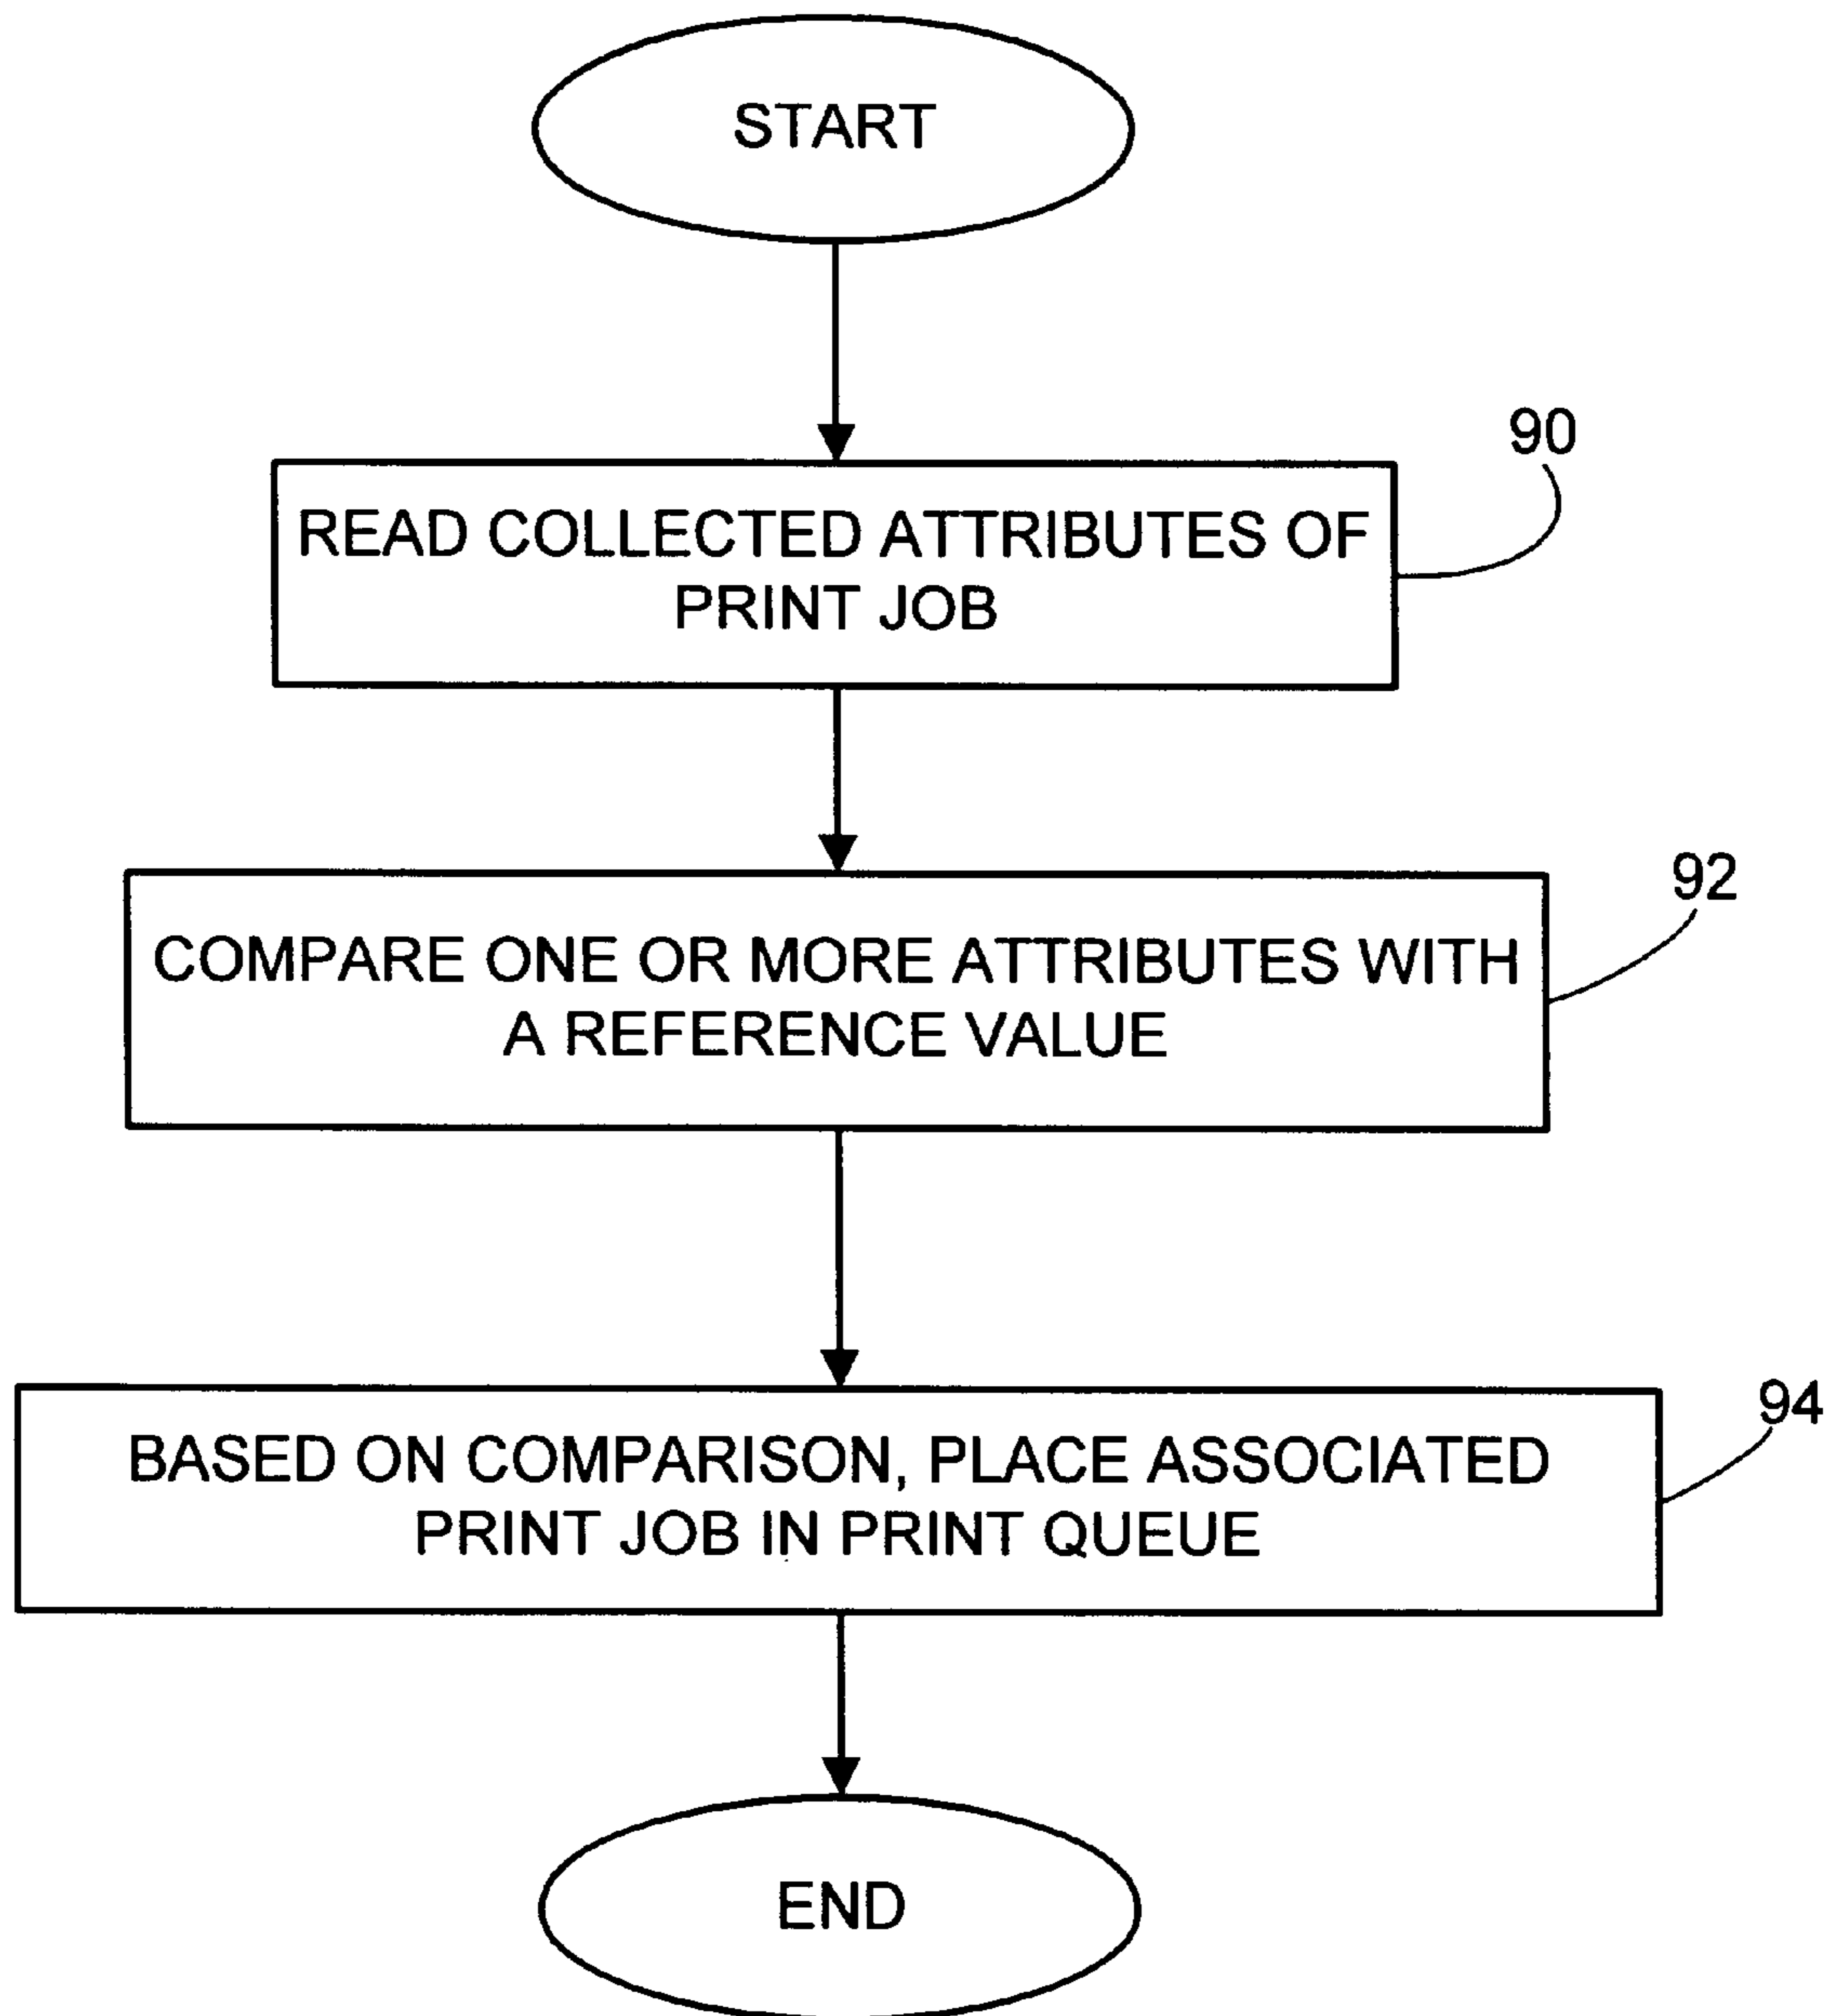 START
90
READ COLLECTED ATTRIBUTES OF
PRINT JOB
92
COMPARE ONE OR MORE ATTRIBUTES WITH
A REFERENCE VALUE
94
BASED ON COMPARISON, PLACE ASSOCIATED
PRINT JOB IN PRINT QUEUE
END